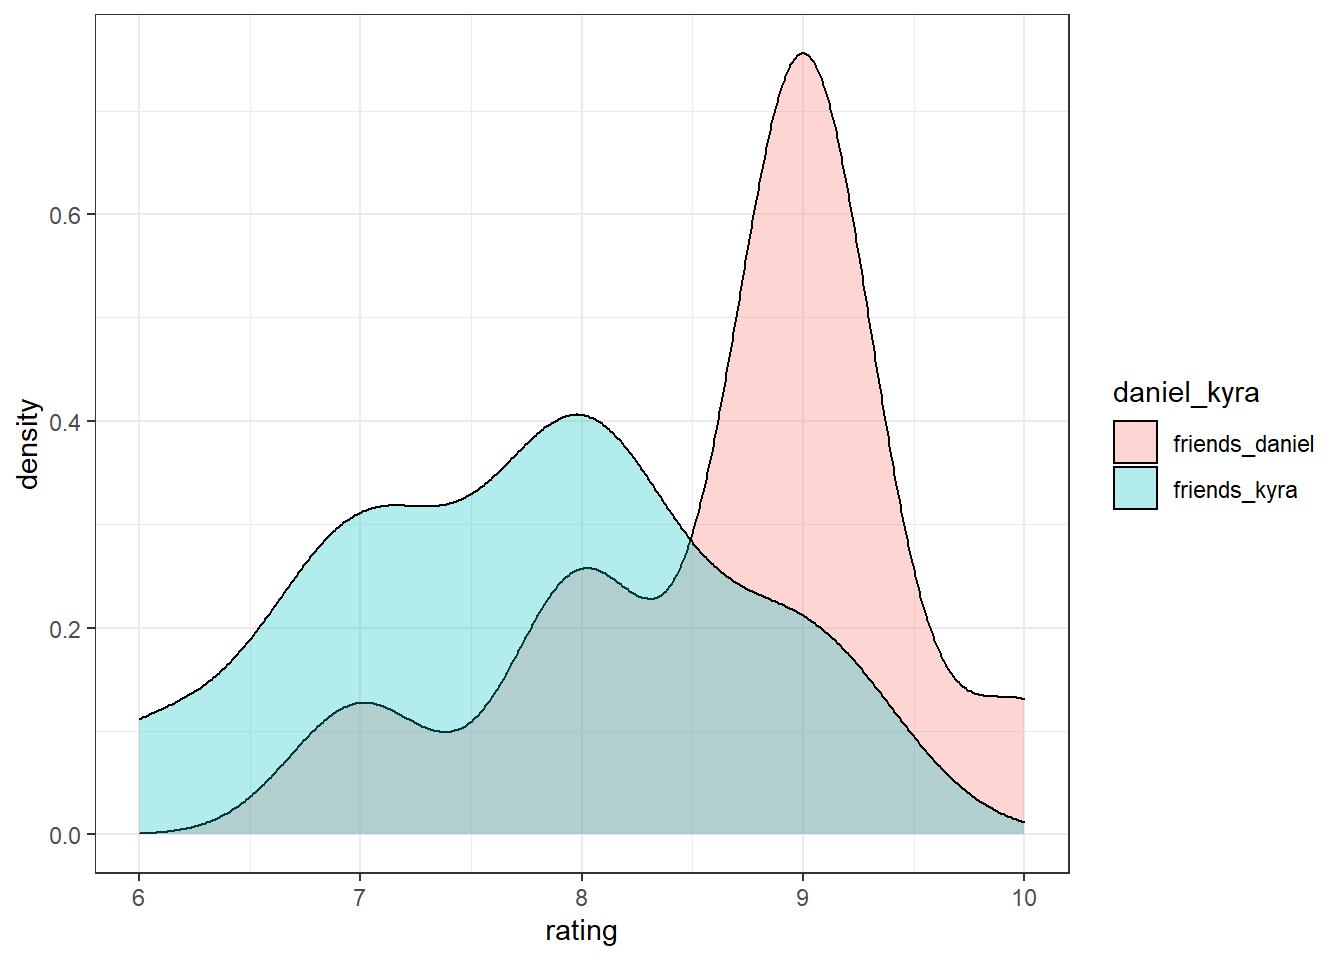 density
0.6
0.4
0.2
0.0
6 7 8 9 10
rating
daniel_kyra
friends_daniel
friends_kyra